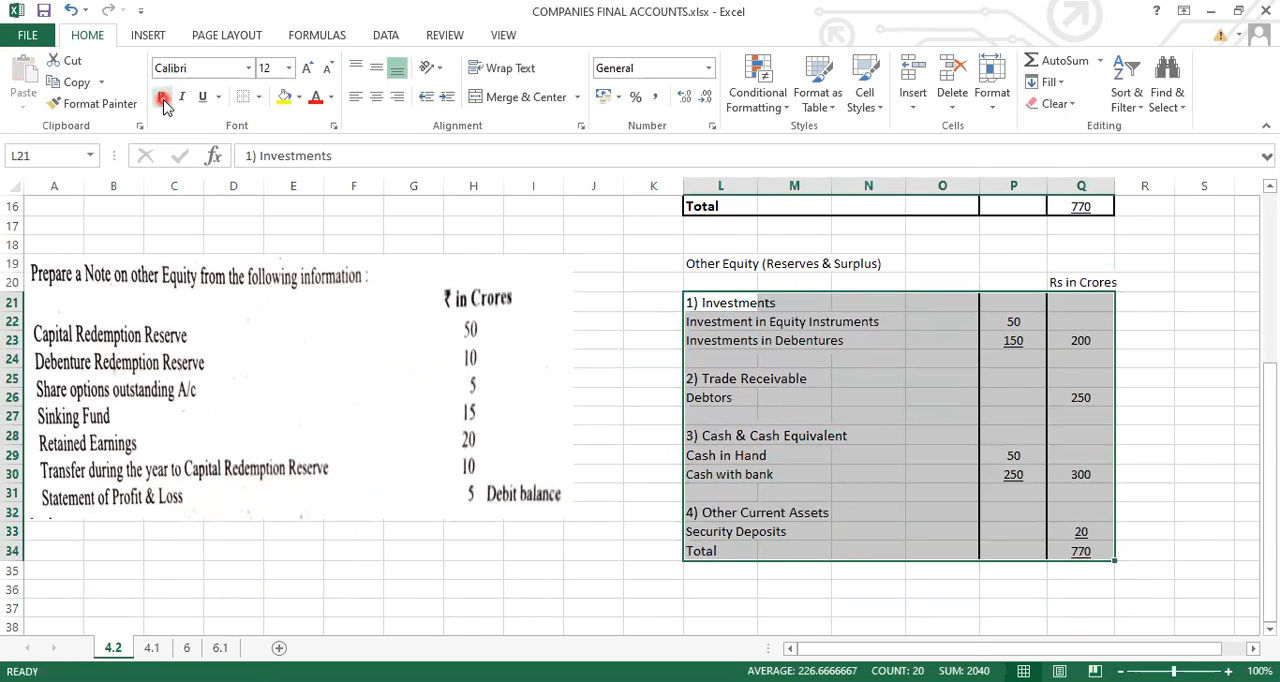 COMPANIES FINAL ACCOUNTS.xlsx - Excel
FILE HOME INSERT PAGE LAYOUT FORMULAS DATA REVIEW VIEW
Paste Cut Copy Format Painter Clipboard
Calibri 12 A A B I U A Font
Wrap Text Merge & Center Alignment
General % , Number
Conditional Formatting Format as Table Cell Styles Styles
Insert Delete Format Cells
AutoSum Fill Clear Sort & Filter Find & Select Editing
L21 fx 1) Investments
A B C D E F G H I J K L M N O P Q R S
16 Total 770
17
18
19 Other Equity (Reserves & Surplus)
20 Rs in Crores
21 1) Investments
22 Investment in Equity Instruments 50
23 Investments in Debentures 150 200
24
25 2) Trade Receivable
26 Debtors 250
27
28 3) Cash & Cash Equivalent
29 Cash in Hand 50
30 Cash with bank 250 300
31
32 4) Other Current Assets
33 Security Deposits 20
34 Total 770
35
36
37
38
Prepare a Note on other Equity from the following information :
₹ in Crores
Capital Redemption Reserve 50
Debenture Redemption Reserve 10
Share options outstanding A/c 5
Sinking Fund 15
Retained Earnings 20
Transfer during the year to Capital Redemption Reserve 10
Statement of Profit & Loss 5 Debit balance
4.2 4.1 6 6.1
READY AVERAGE: 226.6666667 COUNT: 20 SUM: 2040 100%